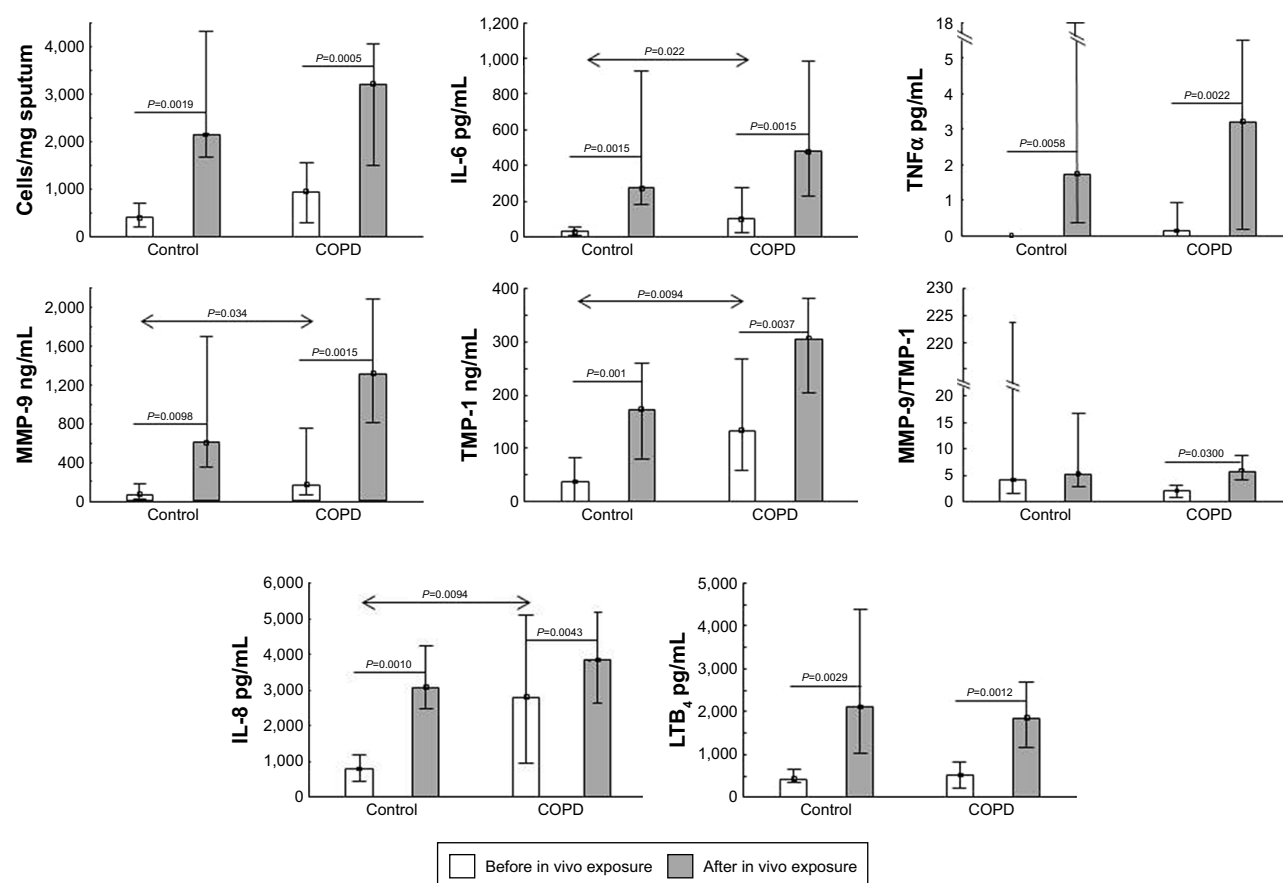 Cells/mg sputum
4,000
3,000
2,000
1,000
0
P=0.0019
P=0.0005
Control
COPD
IL-6 pg/mL
1,200
1,000
800
600
400
200
0
P=0.022
P=0.0015
P=0.0015
Control
COPD
TNFα pg/mL
18
6
5
4
3
2
1
0
P=0.0058
P=0.0022
Control
COPD
MMP-9 ng/mL
2,000
1,600
1,200
800
400
0
P=0.034
P=0.0098
P=0.0015
Control
COPD
TMP-1 ng/mL
400
300
200
100
0
P=0.0094
P=0.001
P=0.0037
Control
COPD
MMP-9/TMP-1
230
225
220
20
15
10
5
0
P=0.0300
Control
COPD
IL-8 pg/mL
6,000
5,000
4,000
3,000
2,000
1,000
0
P=0.0094
P=0.0010
P=0.0043
Control
COPD
LTB4 pg/mL
5,000
4,000
3,000
2,000
1,000
0
P=0.0029
P=0.0012
Control
COPD
Before in vivo exposure
After in vivo exposure